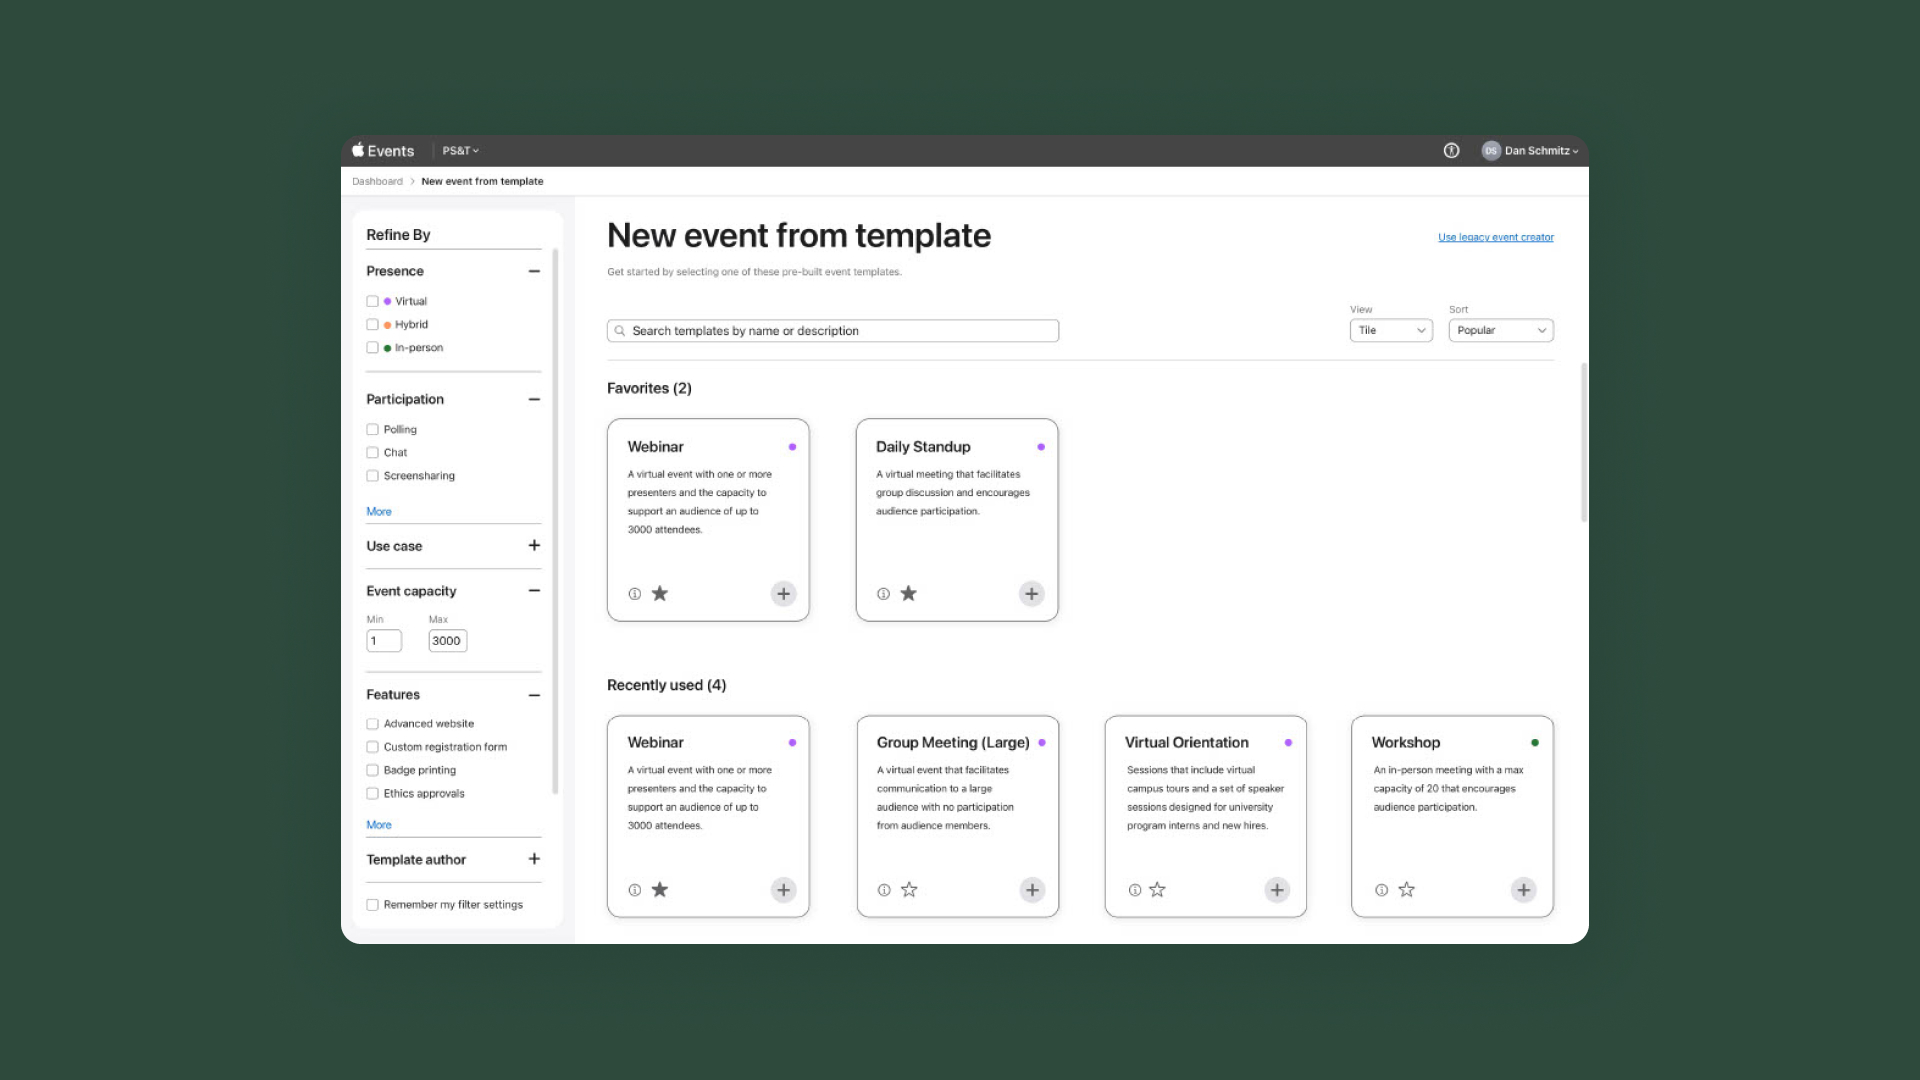 Events PS&T DS Dan Schmitz
Dashboard > New event from template
Refine By
Presence
Virtual
Hybrid
In-person
Participation
Polling
Chat
Screensharing
More
Use case
Event capacity
Min Max
1 3000
Features
Advanced website
Custom registration form
Badge printing
Ethics approvals
More
Template author
Remember my filter settings
New event from template
Use legacy event creator
Get started by selecting one of these pre-built event templates.
Search templates by name or description
View
Tile
Sort
Popular
Favorites (2)
Webinar
A virtual event with one or more
presenters and the capacity to
support an audience of up to
3000 attendees.
Daily Standup
A virtual meeting that facilitates
group discussion and encourages
audience participation.
Recently used (4)
Webinar
A virtual event with one or more
presenters and the capacity to
support an audience of up to
3000 attendees.
Group Meeting (Large)
A virtual event that facilitates
communication to a large
audience with no participation
from audience members.
Virtual Orientation
Sessions that include virtual
campus tours and a set of speaker
sessions designed for university
program interns and new hires.
Workshop
An in-person meeting with a max
capacity of 20 that encourages
audience participation.